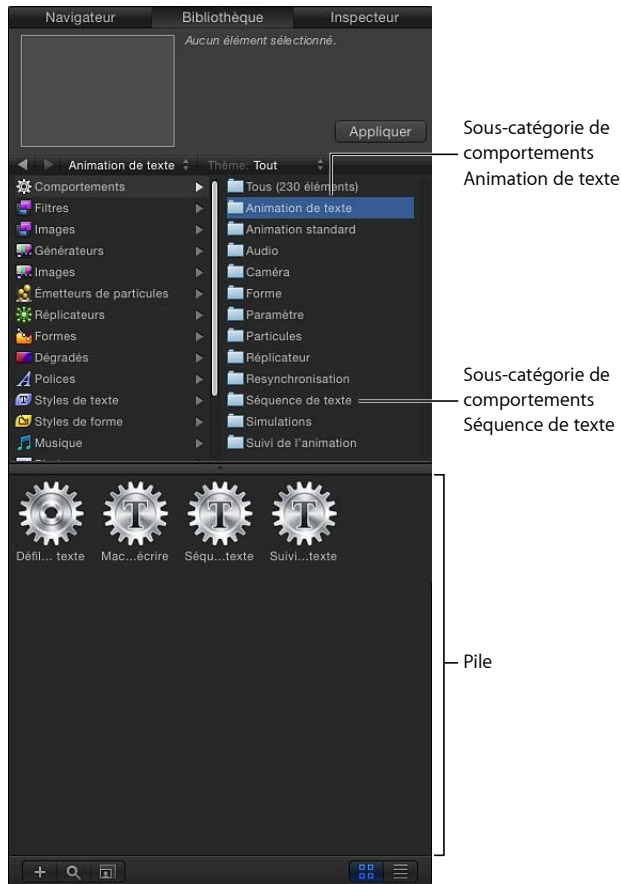 Navigateur
Bibliothèque
Inspecteur
Aucun élément sélectionné.
Appliquer
Animation de texte
Thème: Tout
Comportements
Filtres
Images
Générateurs
Images
Émetteurs de particules
Réplicateurs
Formes
Dégradés
Polices
Styles de texte
Styles de forme
Musique
Tous (230 éléments)
Animation de texte
Animation standard
Audio
Caméra
Forme
Paramètre
Particules
Réplicateur
Resynchronisation
Séquence de texte
Simulations
Suivi de l'animation
Sous-catégorie de
comportements
Animation de texte
Sous-catégorie de
comportements
Séquence de texte
Défil... texte
Mac...écrire
Séqu...texte
Suivi...texte
Pile